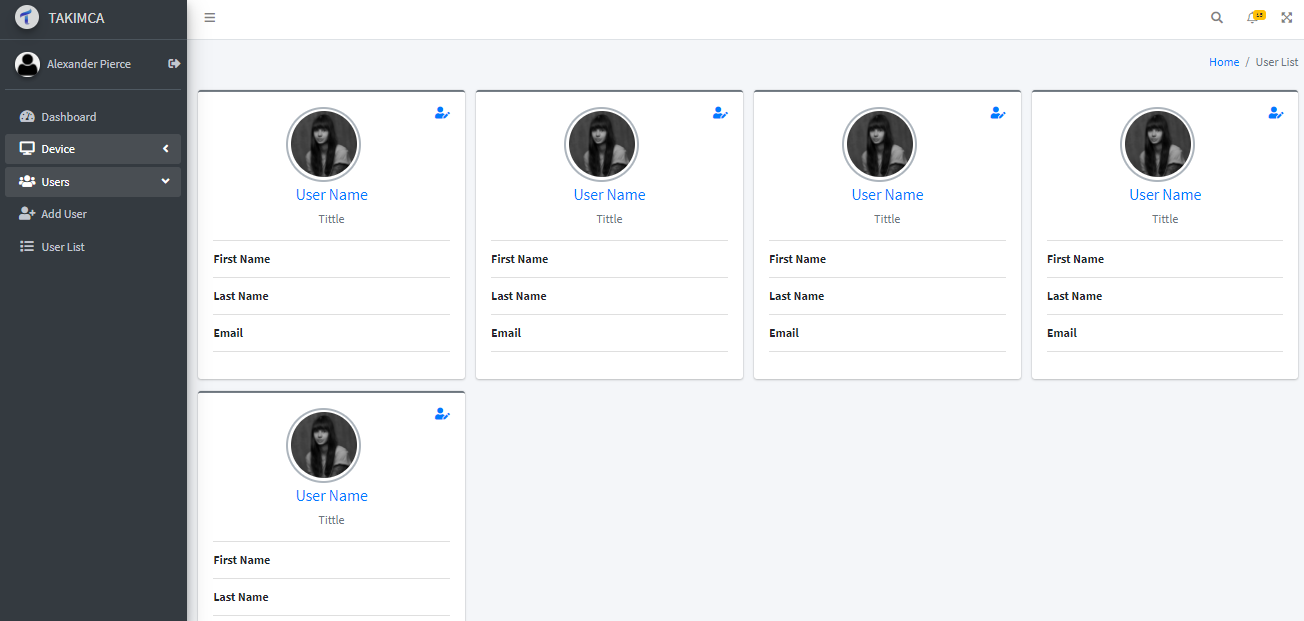 TAKIMCA
15
Alexander Pierce
Home / User List
Dashboard
Device
Users
Add User
User List
User Name
Tittle
First Name
Last Name
Email
User Name
Tittle
First Name
Last Name
Email
User Name
Tittle
First Name
Last Name
Email
User Name
Tittle
First Name
Last Name
Email
User Name
Tittle
First Name
Last Name